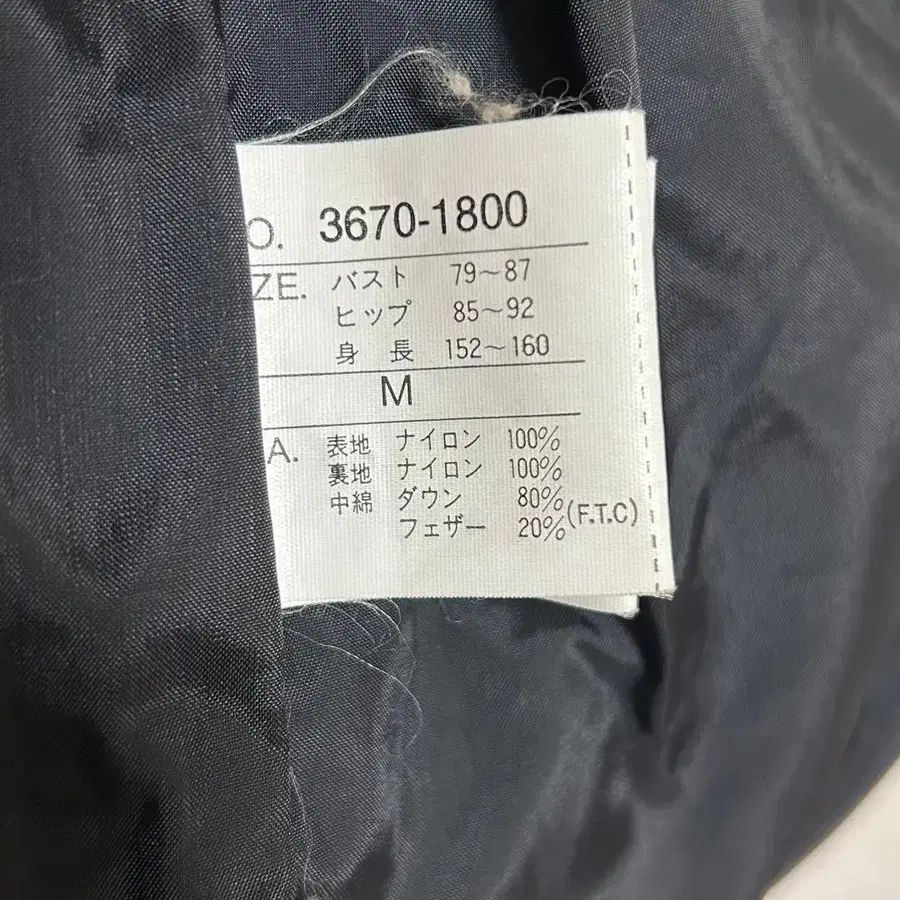 O. 3670-1800
ZE. バスト 79～87
ヒップ 85～92
身長 152～160
M
A. 表地 ナイロン 100%
裏地 ナイロン 100%
中綿 ダウン 80%
フェザー 20% (F.T.C)